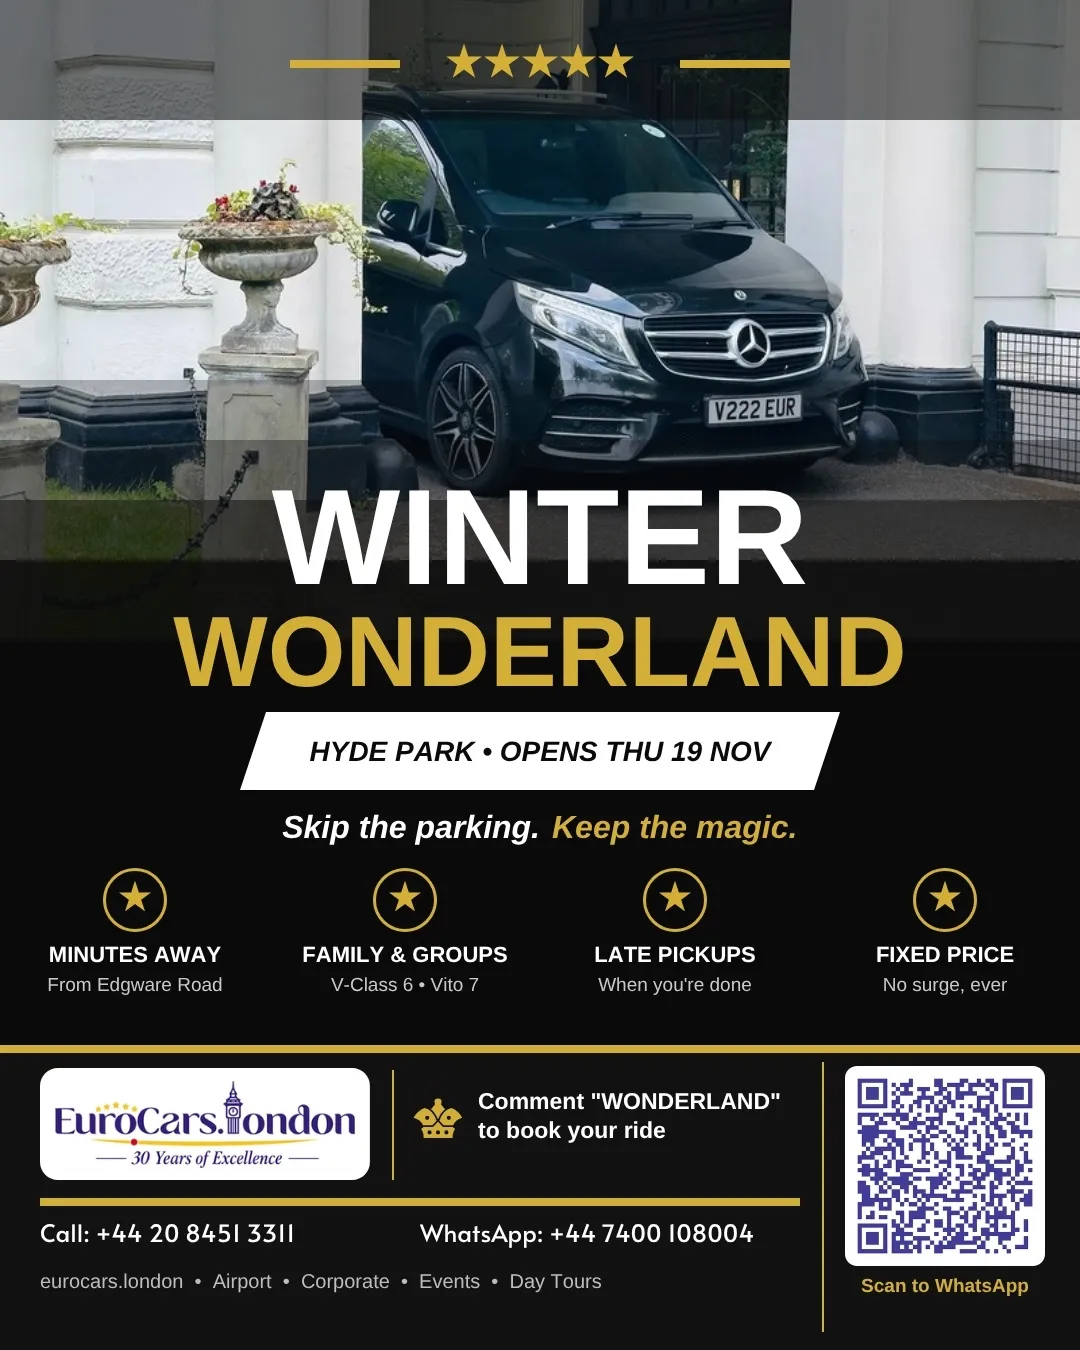 V222 EUR
WINTER
WONDERLAND
HYDE PARK • OPENS THU 19 NOV
Skip the parking. Keep the magic.
MINUTES AWAY
From Edgware Road
FAMILY & GROUPS
V-Class 6 • Vito 7
LATE PICKUPS
When you're done
FIXED PRICE
No surge, ever
EuroCars.london
30 Years of Excellence
Comment "WONDERLAND"
to book your ride
Call: +44 20 8451 3311
WhatsApp: +44 7400 108004
eurocars.london • Airport • Corporate • Events • Day Tours
Scan to WhatsApp